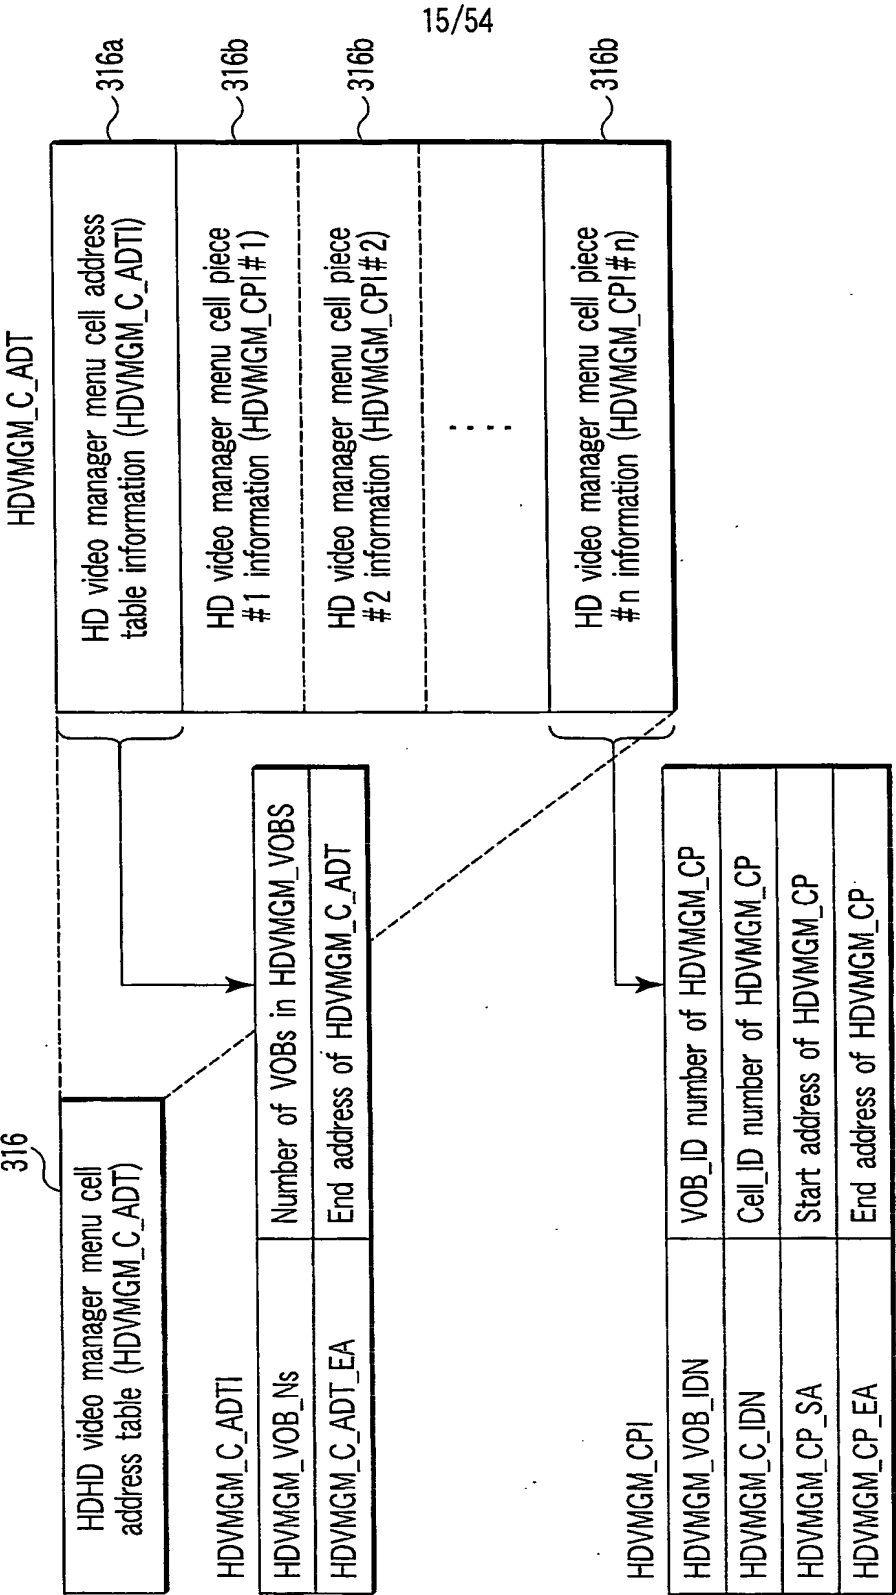 15/54
316
HDHD video manager menu cell
address table (HDVMGM_C_ADT)
HDVMGM_C_ADT
HD video manager menu cell address
table information (HDVMGM_C_ADTI)
316a
HD video manager menu cell piece
#1 information (HDVMGM_CPI#1)
316b
HD video manager menu cell piece
#2 information (HDVMGM_CPI#2)
316b
. . . .
HD video manager menu cell piece
#n information (HDVMGM_CPI#n)
316b
HDVMGM_C_ADTI
HDVMGM_VOB_Ns Number of VOBs in HDVMGM_VOBS
HDVMGM_C_ADT_EA End address of HDVMGM_C_ADT
HDVMGM_CPI
HDVMGM_VOB_IDN VOB_ID number of HDVMGM_CP
HDVMGM_C_IDN Cell_ID number of HDVMGM_CP
HDVMGM_CP_SA Start address of HDVMGM_CP
HDVMGM_CP_EA End address of HDVMGM_CP